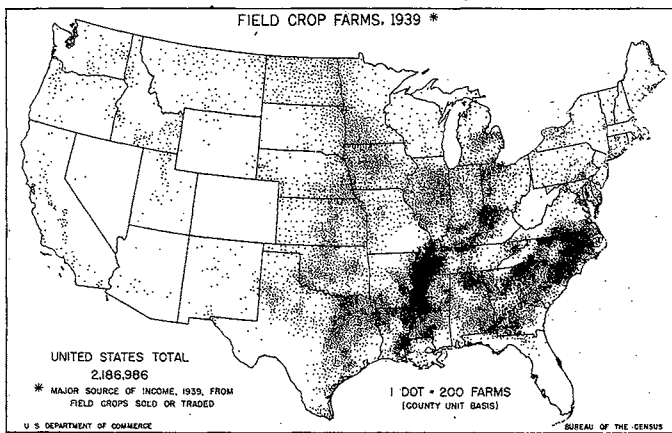 FIELD CROP FARMS, 1939 *
UNITED STATES TOTAL
2,186,986
* MAJOR SOURCE OF INCOME, 1939, FROM
FIELD CROPS SOLD OR TRADED
1 DOT = 200 FARMS
(COUNTY UNIT BASIS)
U S DEPARTMENT OF COMMERCE
BUREAU OF THE CENSUS